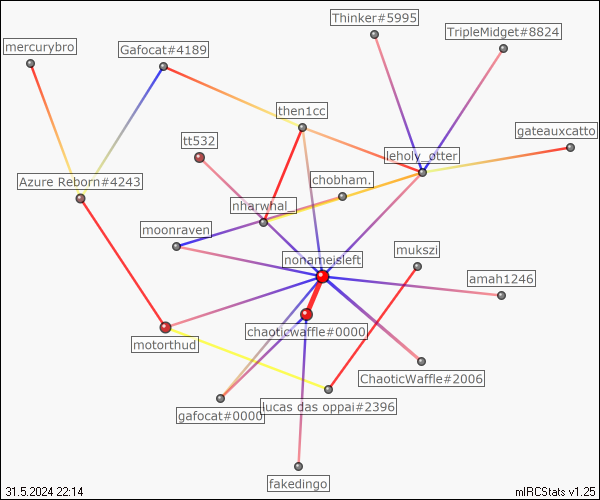 Thinker#5995
TripleMidget#8824
mercurybro
Gafocat#4189
then1cc
gateauxcatto
tt532
leholy_otter
Azure Reborn#4243
chobham.
nharwhal_
moonraven
mukszi
nonameisleft
amah1246
chaoticwaffle#0000
motorthud
ChaoticWaffle#2006
gafocat#0000
lucas das oppai#2396
fakedingo
31.5.2024 22:14
mIRCStats v1.25